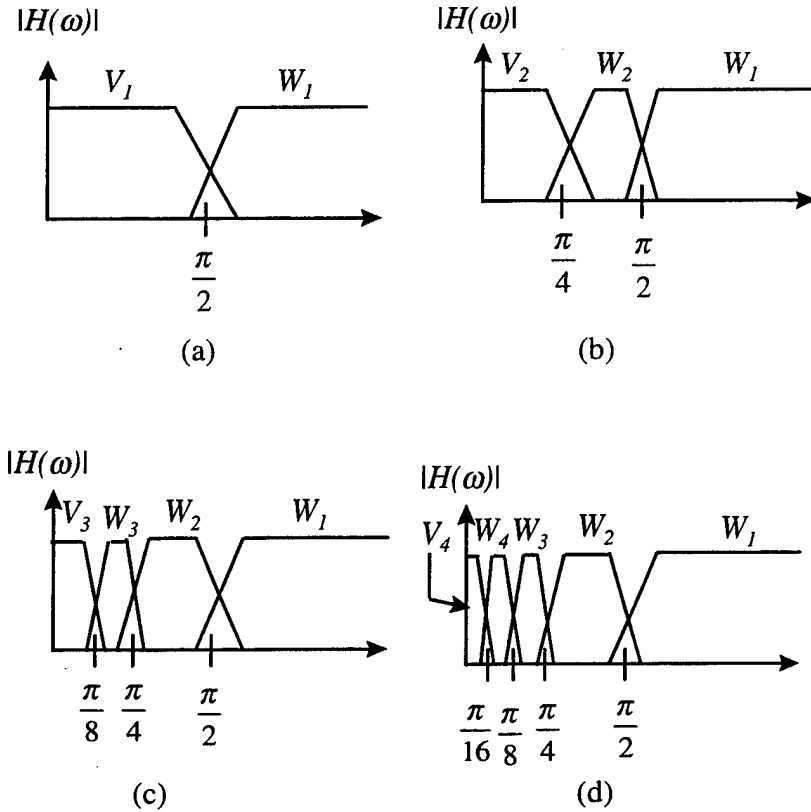 |H(ω)|
V₁ W₁
π/2
(a)
|H(ω)|
V₂ W₂ W₁
π/4 π/2
(b)
|H(ω)|
V₃ W₃ W₂ W₁
π/8 π/4 π/2
(c)
|H(ω)|
V₄ W₄ W₃ W₂ W₁
π/16 π/8 π/4 π/2
(d)